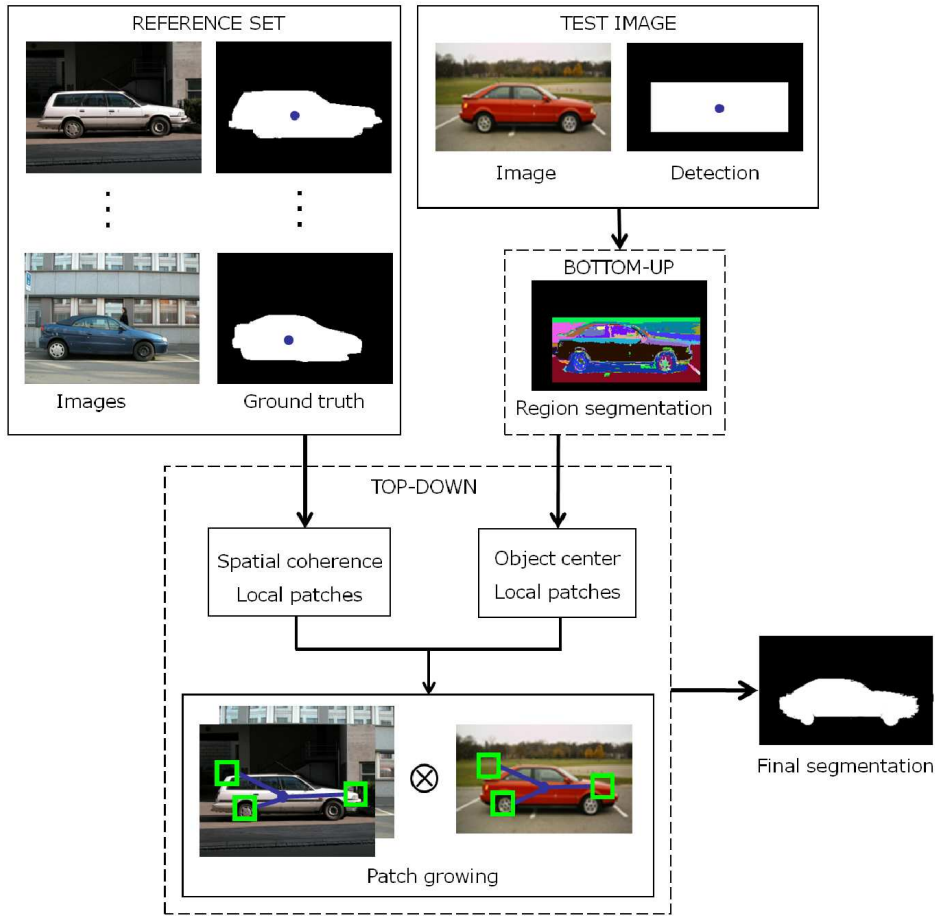 REFERENCE SET
Images
Ground truth
TEST IMAGE
Image
Detection
BOTTOM-UP
Region segmentation
TOP-DOWN
Spatial coherence
Local patches
Object center
Local patches
Patch growing
Final segmentation